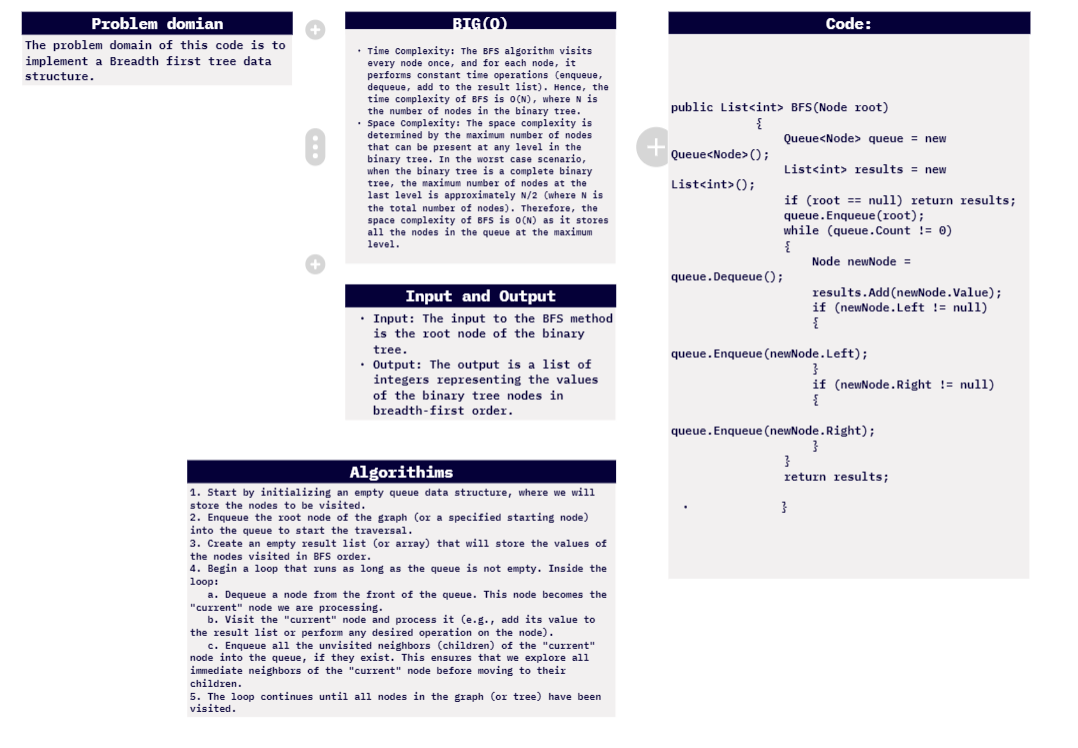 Problem domian
The problem domain of this code is to
implement a Breadth first tree data
structure.
BIG(O)
· Time Complexity: The BFS algorithm visits
every node once, and for each node, it
performs constant time operations (enqueue,
dequeue, add to the result list). Hence, the
time complexity of BFS is O(N), where N is
the number of nodes in the binary tree.
· Space Complexity: The space complexity is
determined by the maximum number of nodes
that can be present at any level in the
binary tree. In the worst case scenario,
when the binary tree is a complete binary
tree, the maximum number of nodes at the
last level is approximately N/2 (where N is
the total number of nodes). Therefore, the
space complexity of BFS is O(N) as it stores
all the nodes in the queue at the maximum
level.
Input and Output
· Input: The input to the BFS method
is the root node of the binary
tree.
· Output: The output is a list of
integers representing the values
of the binary tree nodes in
breadth-first order.
Algorithims
1. Start by initializing an empty queue data structure, where we will
store the nodes to be visited.
2. Enqueue the root node of the graph (or a specified starting node)
into the queue to start the traversal.
3. Create an empty result list (or array) that will store the values of
the nodes visited in BFS order.
4. Begin a loop that runs as long as the queue is not empty. Inside the
loop:
a. Dequeue a node from the front of the queue. This node becomes the
"current" node we are processing.
b. Visit the "current" node and process it (e.g., add its value to
the result list or perform any desired operation on the node).
c. Enqueue all the unvisited neighbors (children) of the "current"
node into the queue, if they exist. This ensures that we explore all
immediate neighbors of the "current" node before moving to their
children.
5. The loop continues until all nodes in the graph (or tree) have been
visited.
Code:
public List<int> BFS(Node root)
{
Queue<Node> queue = new
Queue<Node>();
List<int> results = new
List<int>();
if (root == null) return results;
queue.Enqueue(root);
while (queue.Count != 0)
{
Node newNode =
queue.Dequeue();
results.Add(newNode.Value);
if (newNode.Left != null)
{
queue.Enqueue(newNode.Left);
}
if (newNode.Right != null)
{
queue.Enqueue(newNode.Right);
}
}
return results;
· }